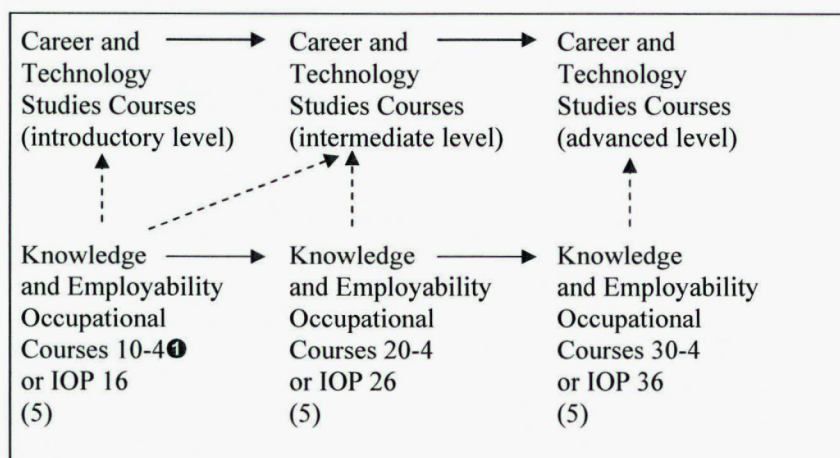 Career and
Technology
Studies Courses
(introductory level)
Career and
Technology
Studies Courses
(intermediate level)
Career and
Technology
Studies Courses
(advanced level)
Knowledge
and Employability
Occupational
Courses 10-4❶
or IOP 16
(5)
Knowledge
and Employability
Occupational
Courses 20-4
or IOP 26
(5)
Knowledge
and Employability
Occupational
Courses 30-4
or IOP 36
(5)